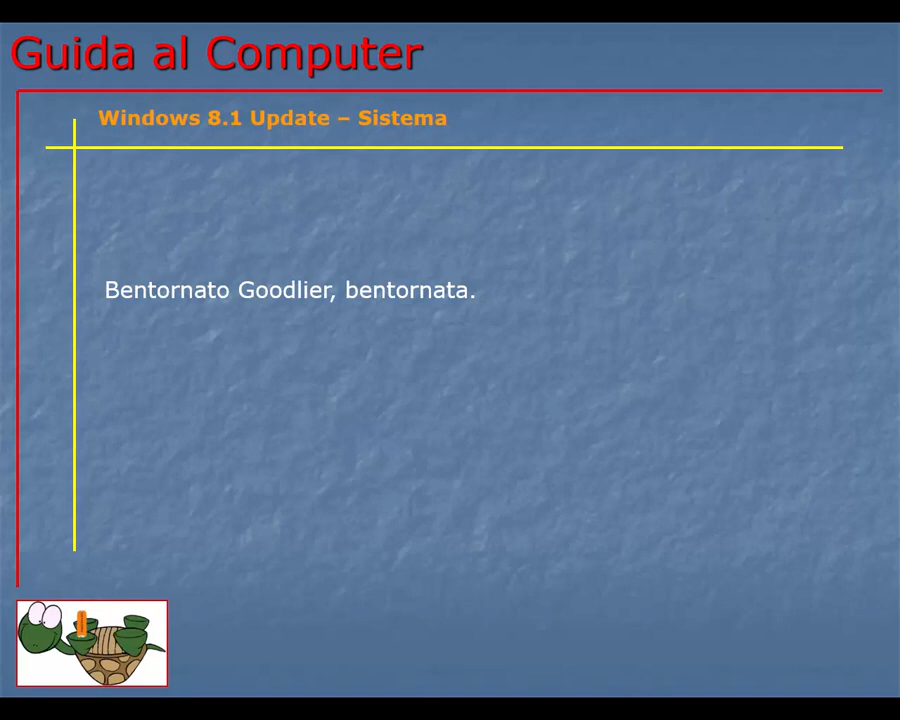 Guida al Computer
Windows 8.1 Update – Sistema
Bentornato Goodlier, bentornata.